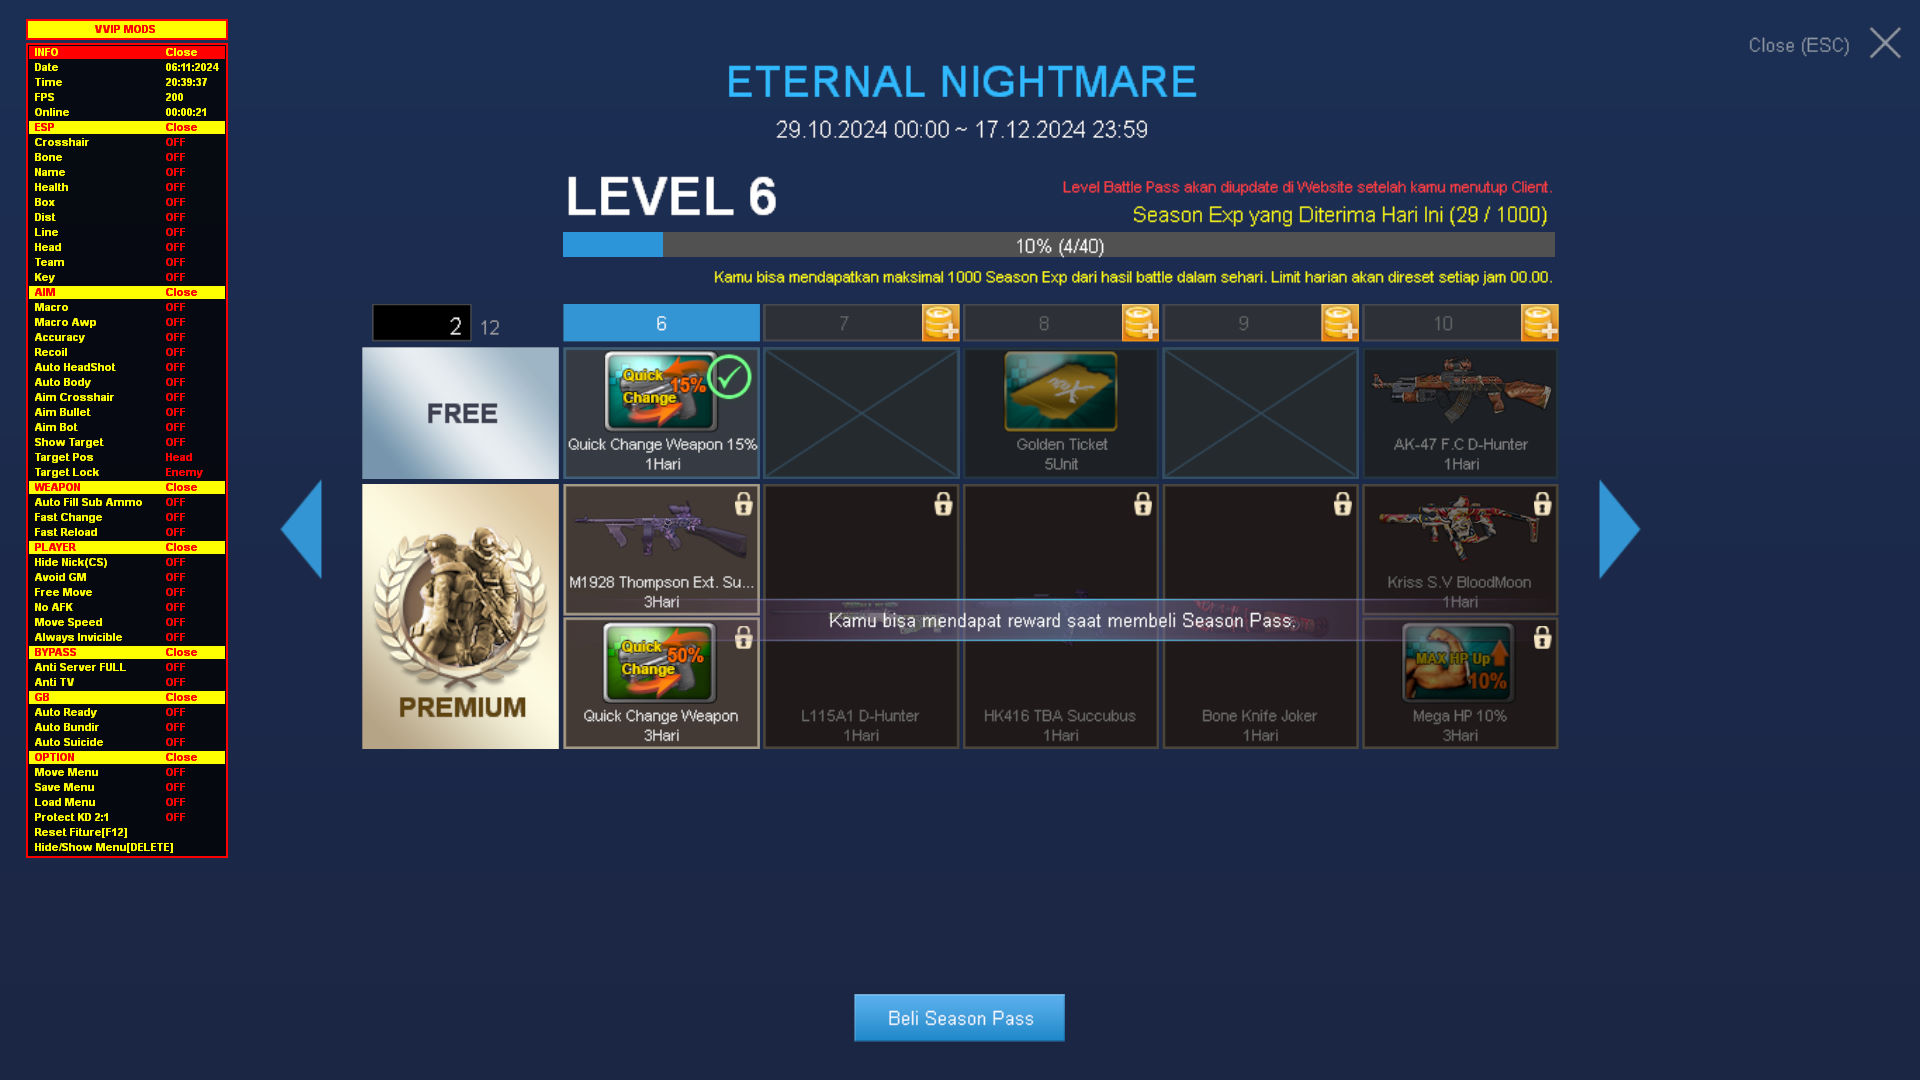 VVIP MODS
INFO Close
Date 06:11:2024
Time 20:39:37
FPS 200
Online 00:00:21
ESP Close
Crosshair OFF
Bone OFF
Name OFF
Health OFF
Box OFF
Dist OFF
Line OFF
Head OFF
Team OFF
Key OFF
AIM Close
Macro OFF
Macro Awp OFF
Accuracy OFF
Recoil OFF
Auto HeadShot OFF
Auto Body OFF
Aim Crosshair OFF
Aim Bullet OFF
Aim Bot OFF
Show Target OFF
Target Pos Head
Target Lock Enemy
WEAPON Close
Auto Fill Sub Ammo OFF
Fast Change OFF
Fast Reload OFF
PLAYER Close
Hide Nick(CS) OFF
Avoid GM OFF
Free Move OFF
No AFK OFF
Move Speed OFF
Always Invicible OFF
BYPASS Close
Anti Server FULL OFF
Anti TV OFF
GB Close
Auto Ready OFF
Auto Bundir OFF
Auto Suicide OFF
OPTION Close
Move Menu OFF
Save Menu OFF
Load Menu OFF
Protect KD 2:1 OFF
Reset Fiture[F12]
Hide/Show Menu[DELETE]
Close (ESC)
ETERNAL NIGHTMARE
29.10.2024 00:00 ~ 17.12.2024 23:59
LEVEL 6
Level Battle Pass akan diupdate di Website setelah kamu menutup Client.
Season Exp yang Diterima Hari Ini (29 / 1000)
10% (4/40)
Kamu bisa mendapatkan maksimal 1000 Season Exp dari hasil battle dalam sehari. Limit harian akan direset setiap jam 00.00.
2 12 6 7 8 9 10
FREE
Quick 15%
Change
Quick Change Weapon 15%
1Hari
Golden Ticket
5Unit
AK-47 F.C D-Hunter
1Hari
PREMIUM
M1928 Thompson Ext. Su...
3Hari
Kriss S.V BloodMoon
1Hari
Kamu bisa mendapat reward saat membeli Season Pass.
Quick 50%
Change
Quick Change Weapon
3Hari
L115A1 D-Hunter
1Hari
HK416 TBA Succubus
1Hari
Bone Knife Joker
1Hari
MAX HP Up
10%
Mega HP 10%
3Hari
Beli Season Pass